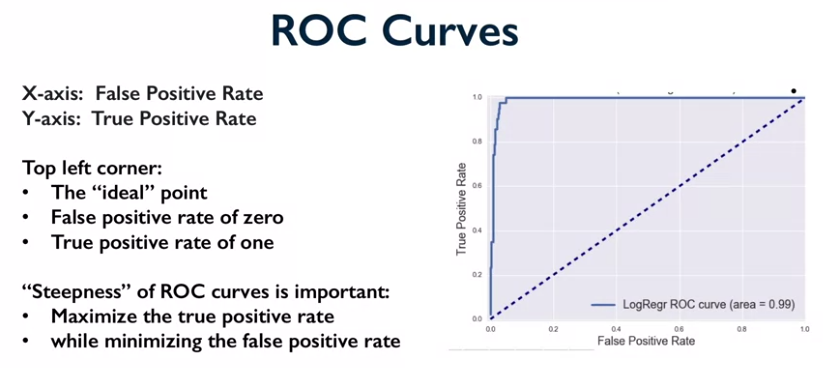 ROC Curves
X-axis: False Positive Rate
Y-axis: True Positive Rate
Top left corner:
• The “ideal” point
• False positive rate of zero
• True positive rate of one
“Steepness” of ROC curves is important:
• Maximize the true positive rate
• while minimizing the false positive rate
1.0
0.8
0.6
0.4
0.2
0.0
True Positive Rate
LogRegr ROC curve (area = 0.99)
0.0 0.2 0.4 0.6 0.8 1.0
False Positive Rate